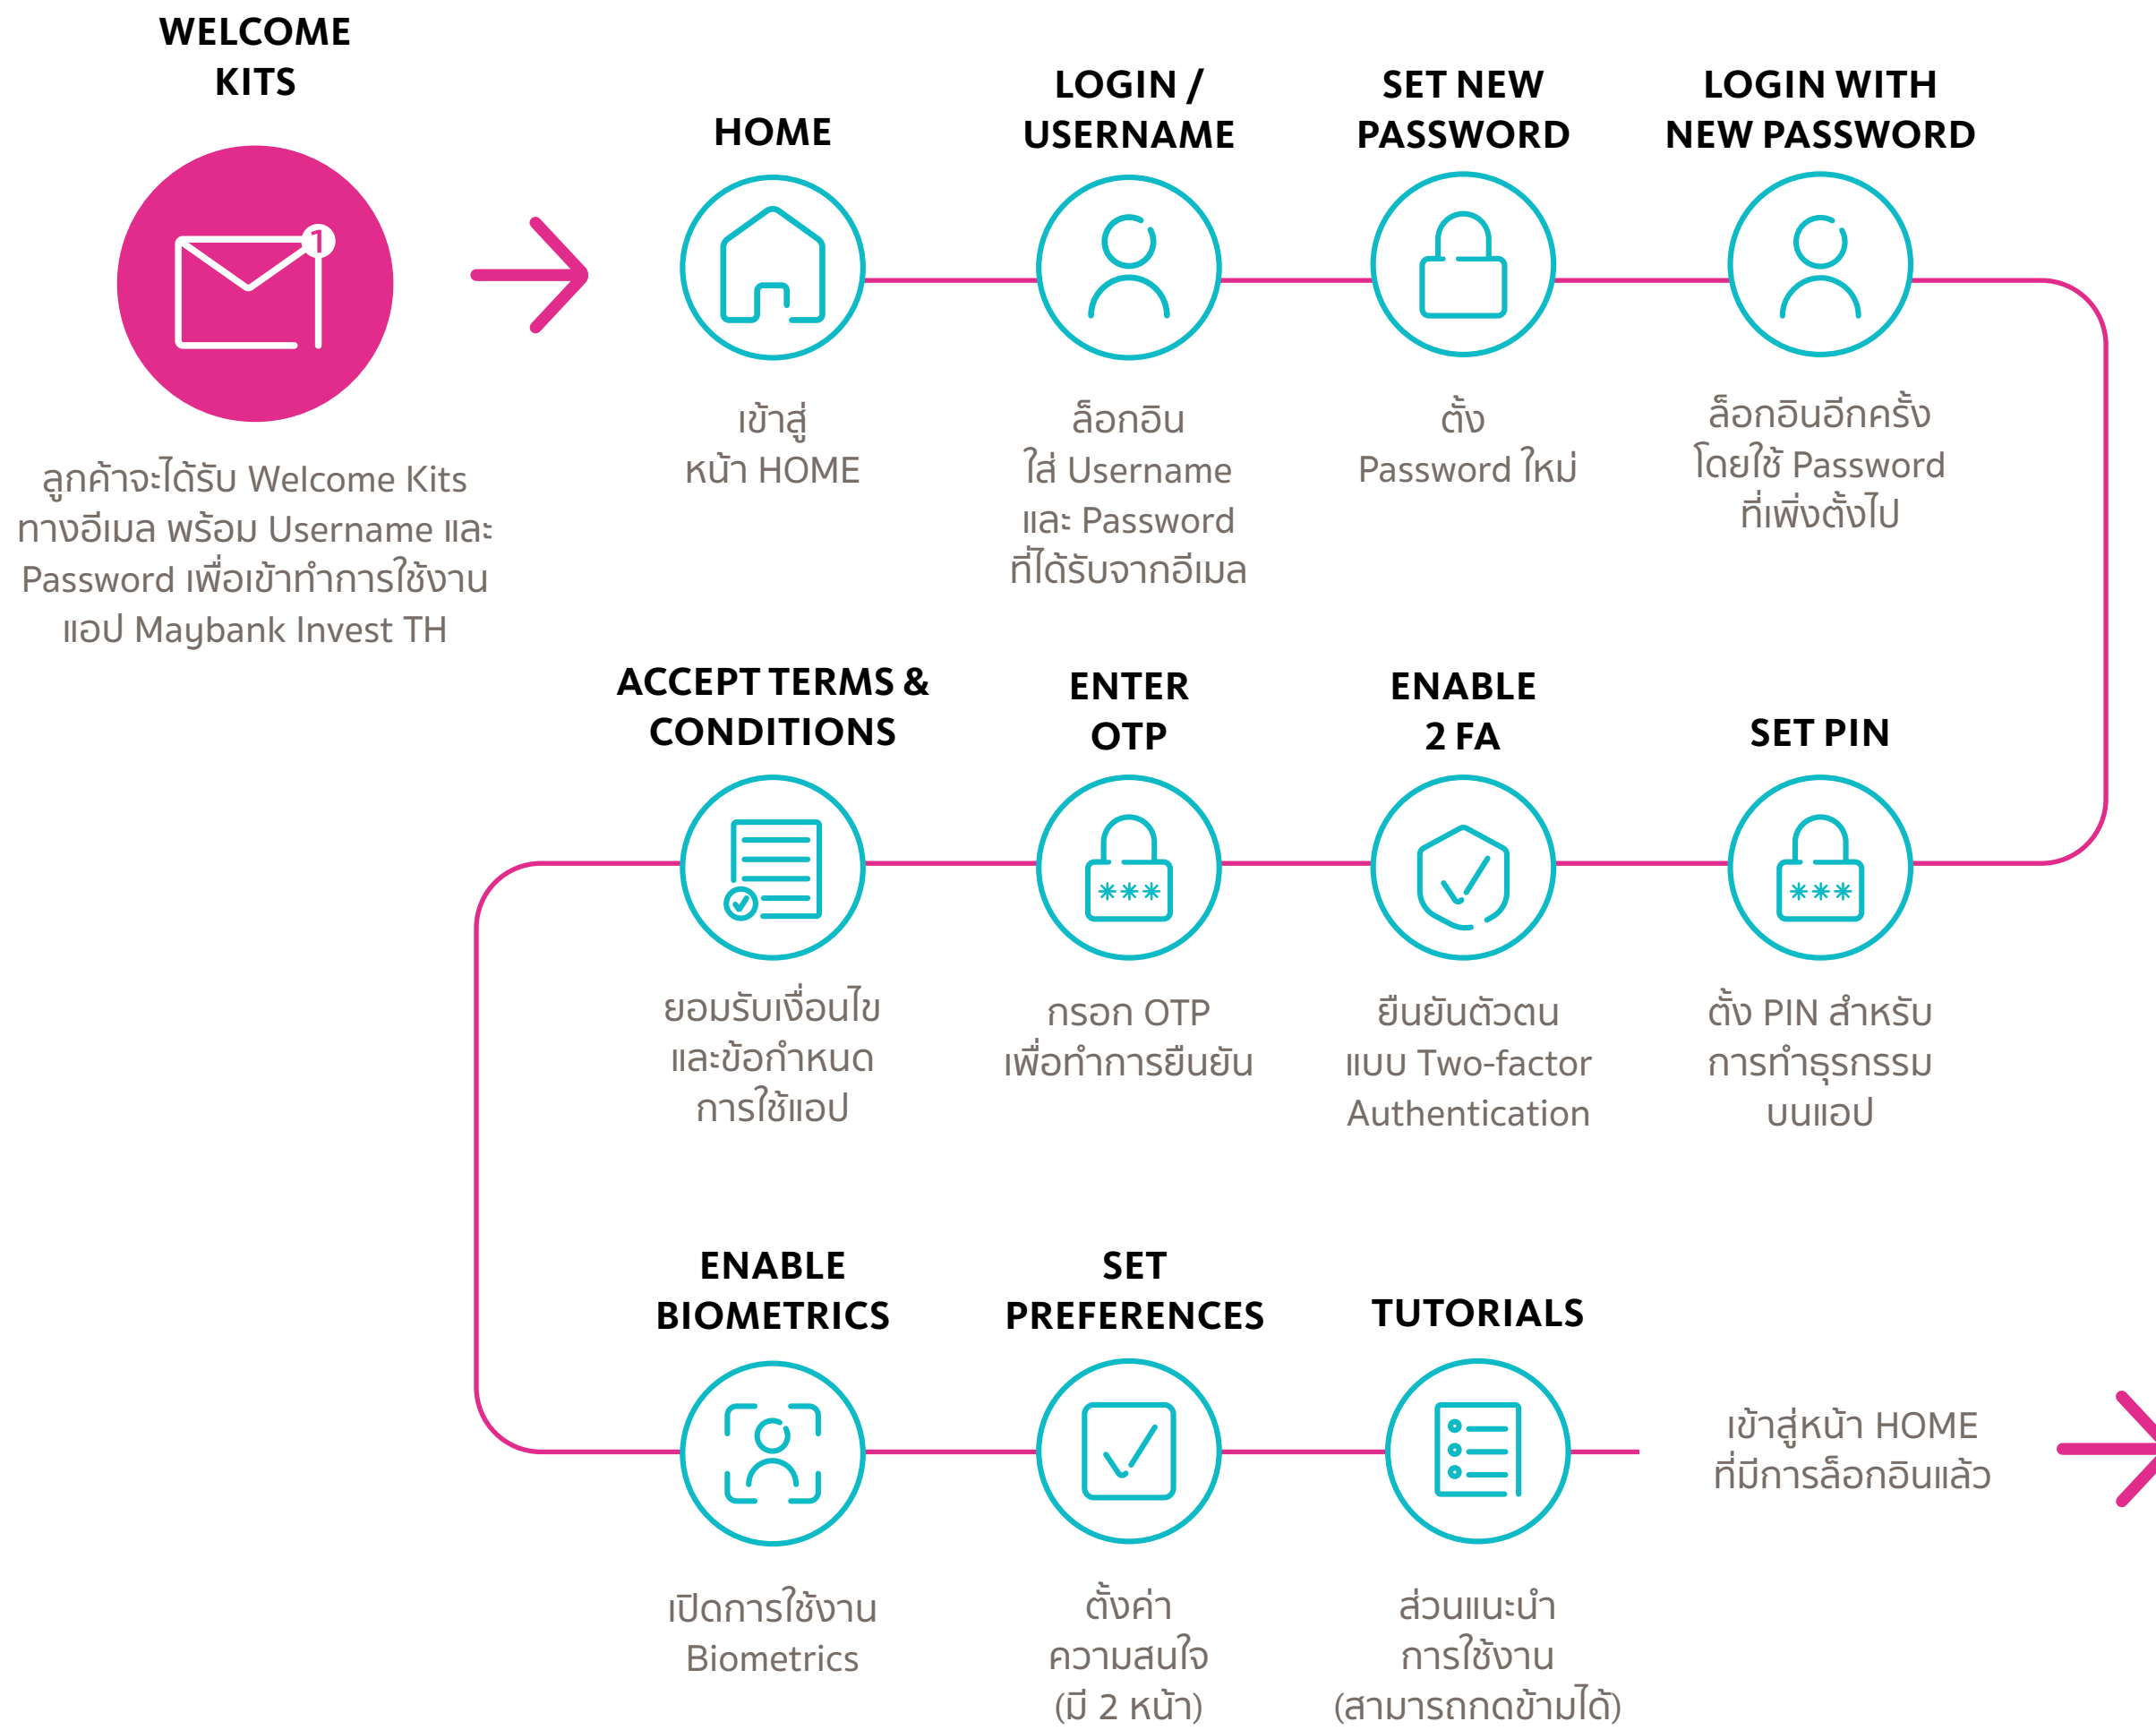 WELCOME
KITS
ลูกค้าจะได้รับ Welcome Kits
ทางอีเมล พร้อม Username และ
Password เพื่อเข้าทำการใช้งาน
แอป Maybank Invest TH
HOME
เข้าสู่
หน้า HOME
LOGIN /
USERNAME
ล็อกอิน
ใส่ Username
และ Password
ที่ได้รับจากอีเมล
SET NEW
PASSWORD
ตั้ง
Password ใหม่
LOGIN WITH
NEW PASSWORD
ล็อกอินอีกครั้ง
โดยใช้ Password
ที่เพิ่งตั้งไป
SET PIN
***
ตั้ง PIN สำหรับ
การทำธุรกรรม
บนแอป
ENABLE
2 FA
ยืนยันตัวตน
แบบ Two-factor
Authentication
ENTER
OTP
***
กรอก OTP
เพื่อทำการยืนยัน
ACCEPT TERMS &
CONDITIONS
ยอมรับเงื่อนไข
และข้อกำหนด
การใช้แอป
ENABLE
BIOMETRICS
เปิดการใช้งาน
Biometrics
SET
PREFERENCES
ตั้งค่า
ความสนใจ
(มี 2 หน้า)
TUTORIALS
ส่วนแนะนำ
การใช้งาน
(สามารถกดข้ามได้)
เข้าสู่หน้า HOME
ที่มีการล็อกอินแล้ว
1